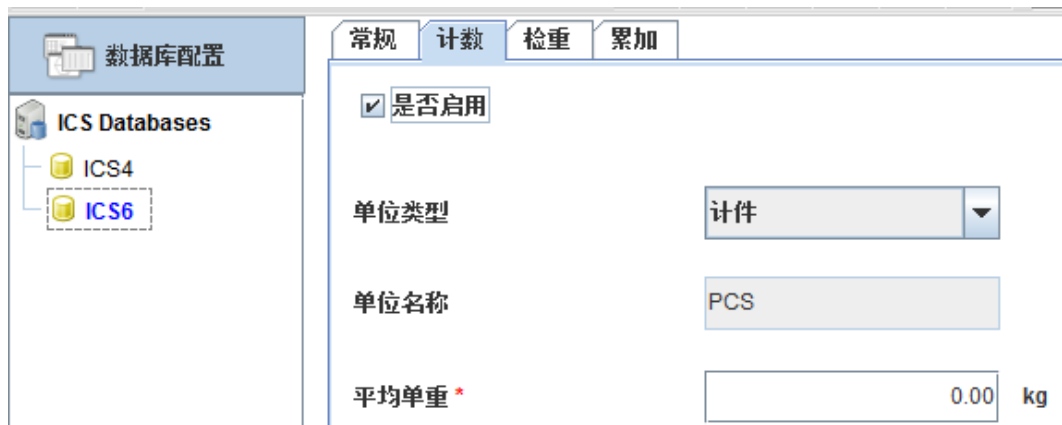 数据库配置
ICS Databases
ICS4
ICS6
常规 计数 检重 累加
是否启用
单位类型 计件
单位名称 PCS
平均单重 * 0.00 kg